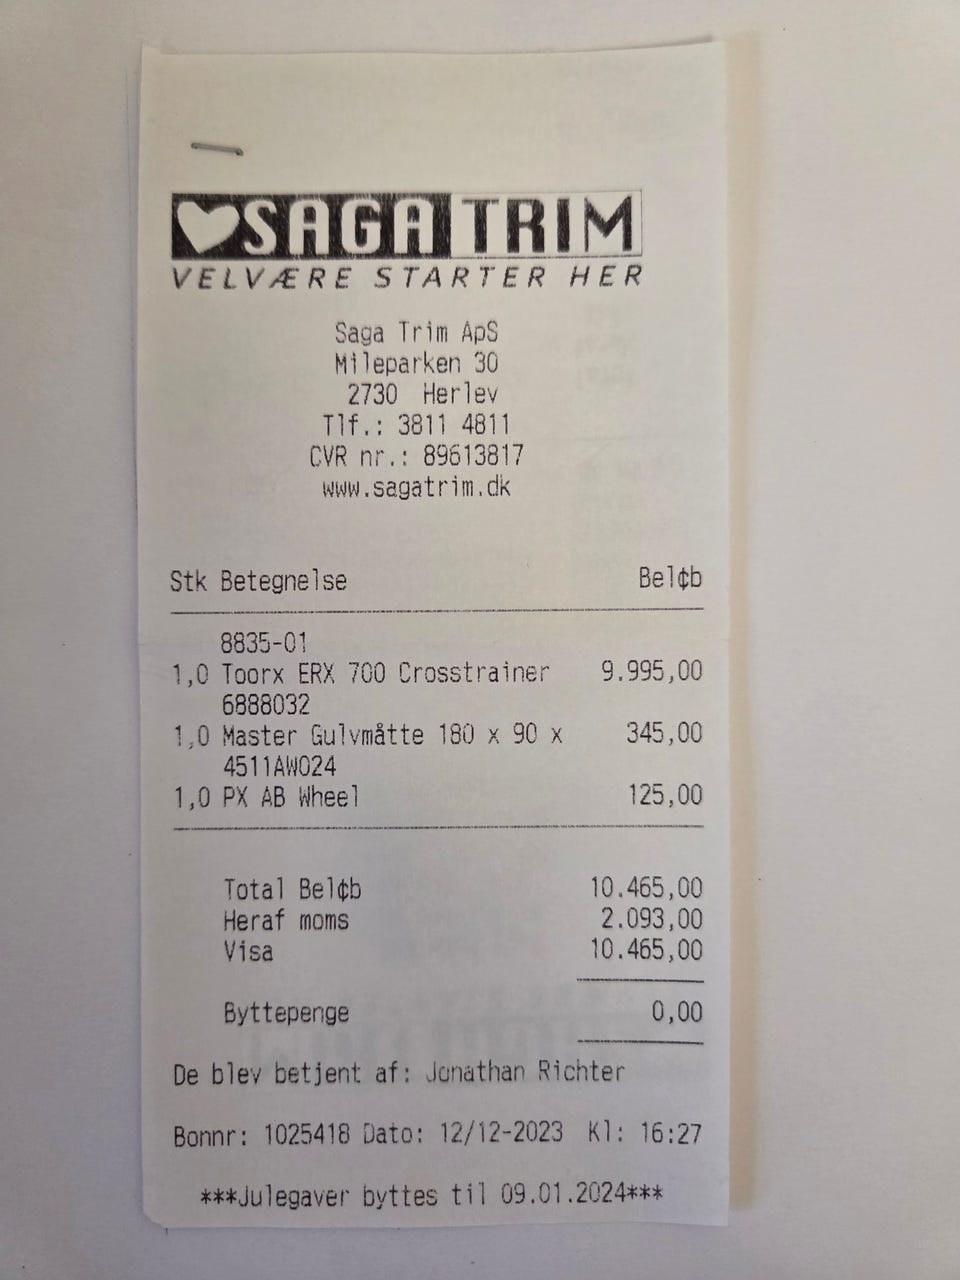 SAGA TRIM
VELVÆRE STARTER HER
Saga Trim ApS
Mileparken 30
2730 Herlev
Tlf.: 3811 4811
CVR nr.: 89613817
www.sagatrim.dk
Stk Betegnelse Bel¢b
8835-01
1,0 Toorx ERX 700 Crosstrainer 9.995,00
6888032
1,0 Master Gulvmåtte 180 x 90 x 345,00
4511AW024
1,0 PX AB Wheel 125,00
Total Bel¢b 10.465,00
Heraf moms 2.093,00
Visa 10.465,00
Byttepenge 0,00
De blev betjent af: Jonathan Richter
Bonnr: 1025418 Dato: 12/12-2023 Kl: 16:27
***Julegaver byttes til 09.01.2024***